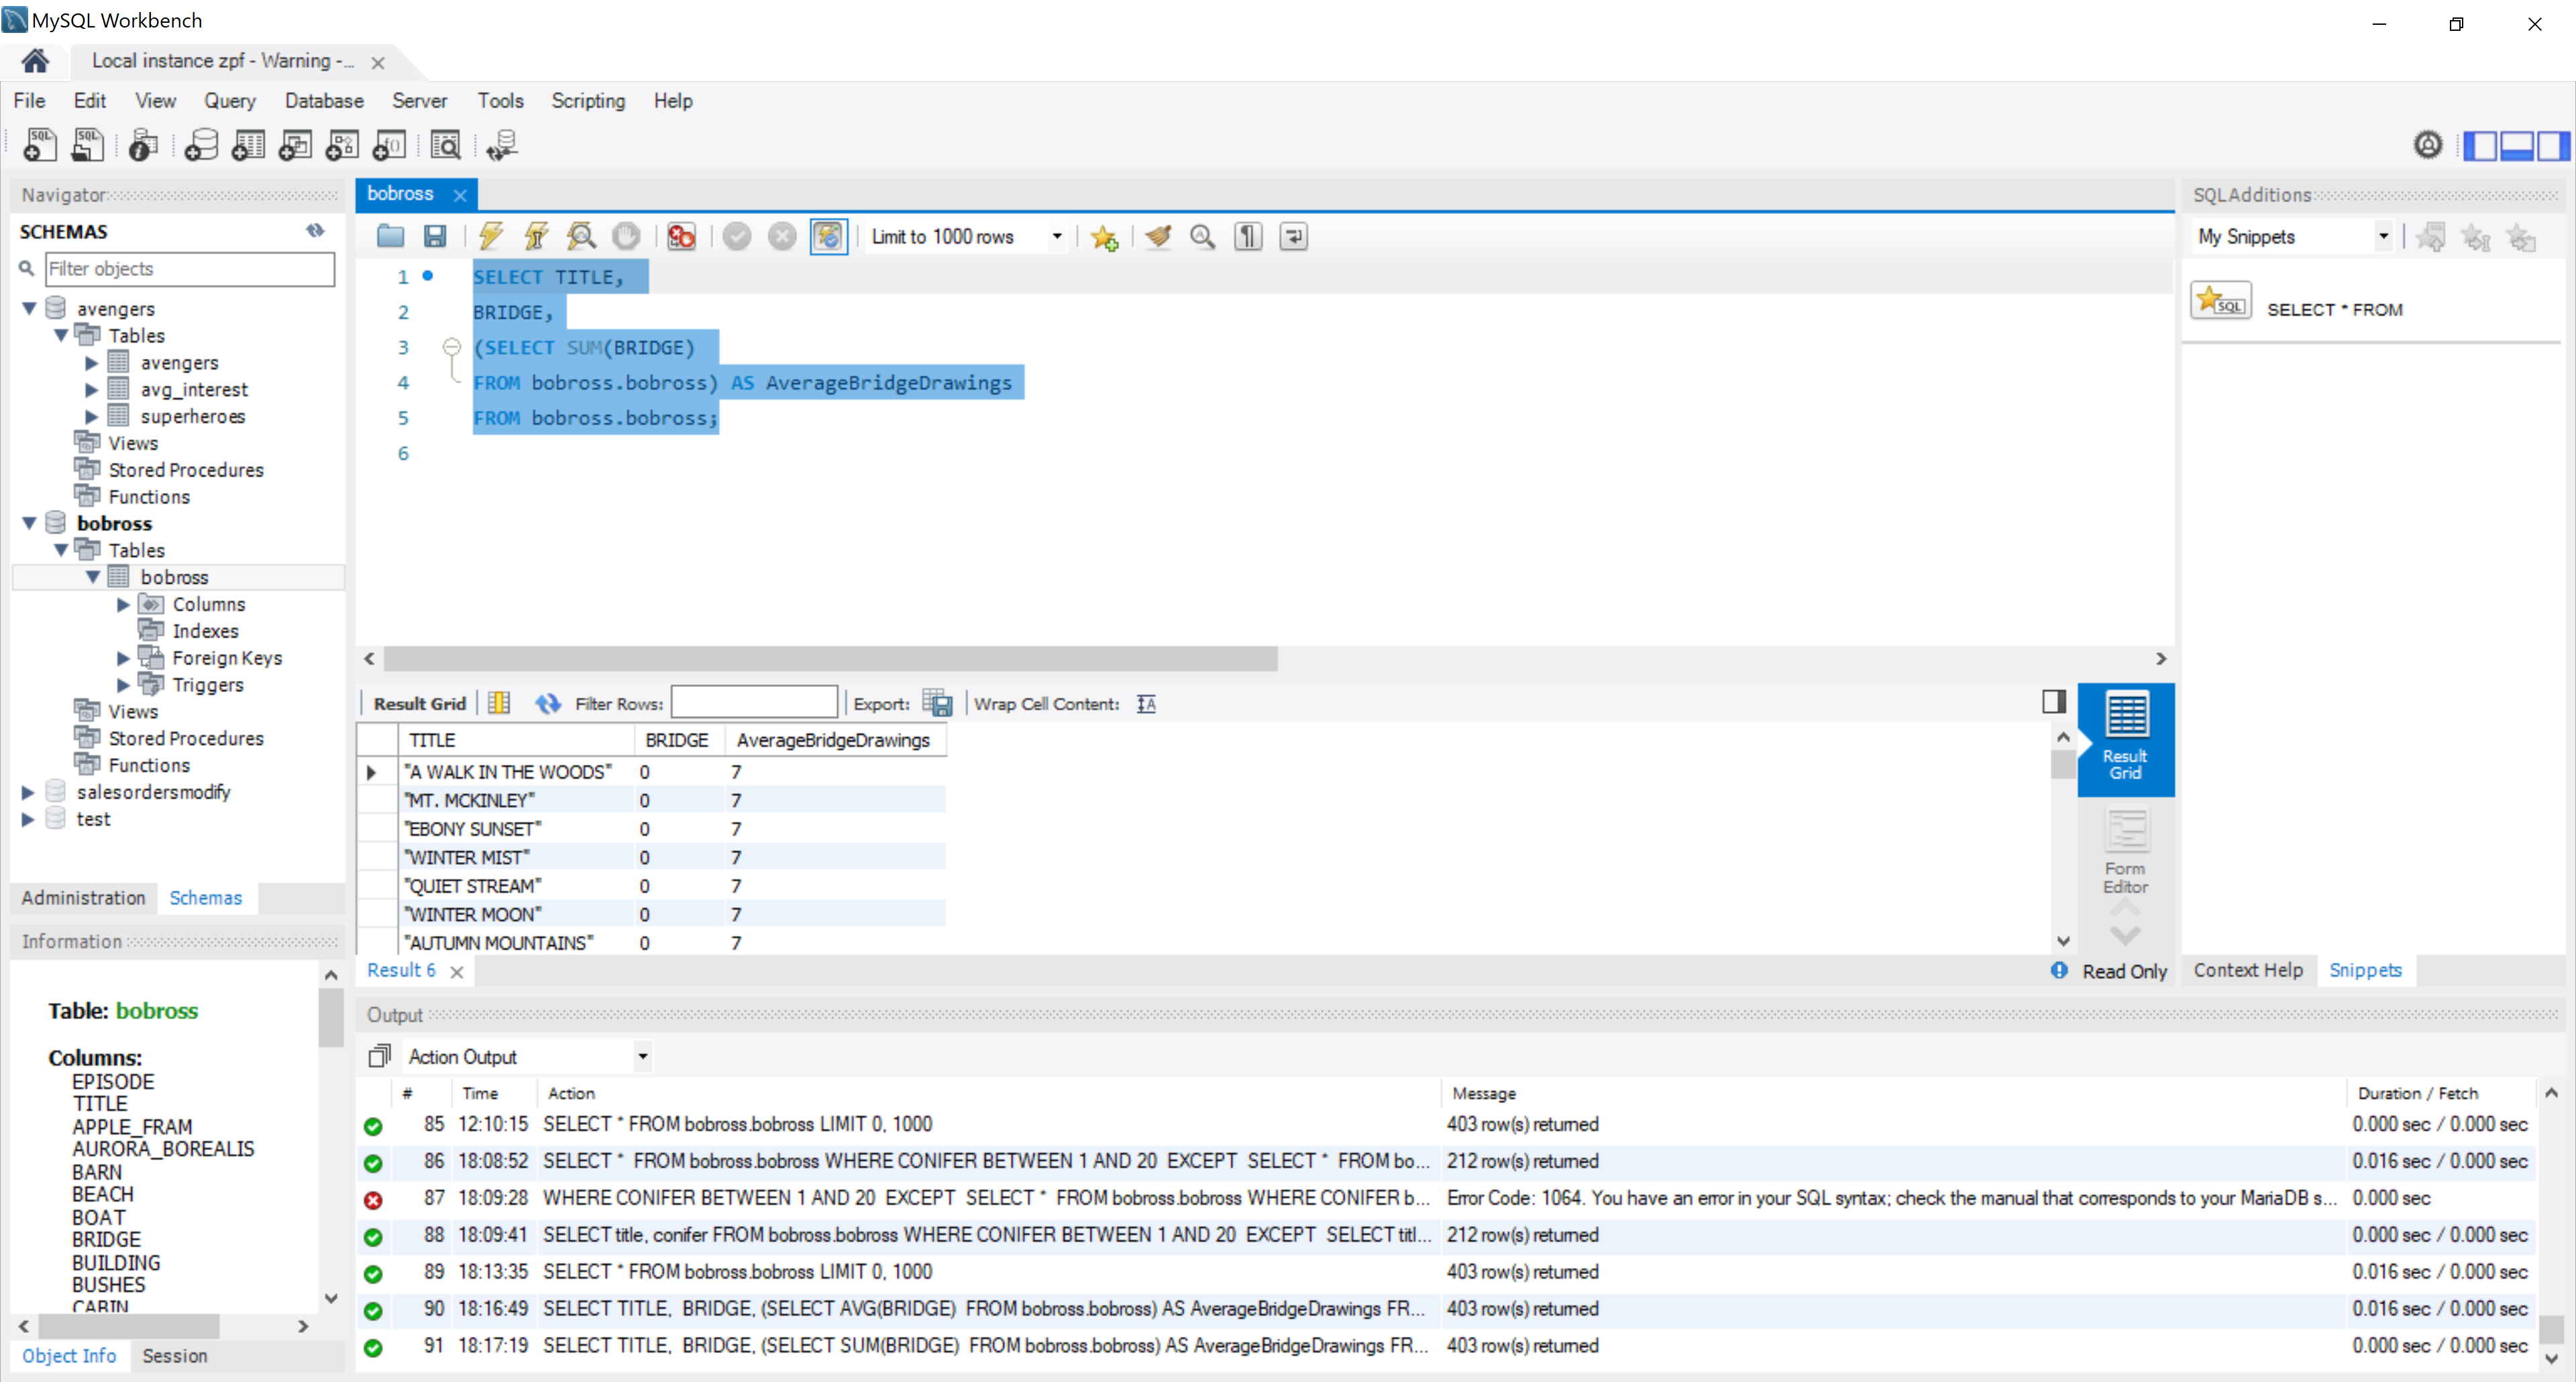 MySQL Workbench
Local instance zpf - Warning -...
File Edit View Query Database Server Tools Scripting Help
Navigator
SCHEMAS
Filter objects
avengers
Tables
avengers
avg_interest
superheroes
Views
Stored Procedures
Functions
bobross
Tables
bobross
Columns
Indexes
Foreign Keys
Triggers
Views
Stored Procedures
Functions
salesordersmodify
test
Administration Schemas
Information
Table: bobross
Columns:
EPISODE
TITLE
APPLE_FRAM
AURORA_BOREALIS
BARN
BEACH
BOAT
BRIDGE
BUILDING
BUSHES
CABIN
Object Info Session
bobross
Limit to 1000 rows
1 SELECT TITLE,
2 BRIDGE,
3 (SELECT SUM(BRIDGE)
4 FROM bobross.bobross) AS AverageBridgeDrawings
5 FROM bobross.bobross;
6
Result Grid Filter Rows: Export: Wrap Cell Content:
TITLE BRIDGE AverageBridgeDrawings
"A WALK IN THE WOODS" 0 7
"MT. MCKINLEY" 0 7
"EBONY SUNSET" 0 7
"WINTER MIST" 0 7
"QUIET STREAM" 0 7
"WINTER MOON" 0 7
"AUTUMN MOUNTAINS" 0 7
Result Grid
Form Editor
Result 6
Read Only
SQLAdditions
My Snippets
SQL SELECT * FROM
Context Help Snippets
Output
Action Output
# Time Action Message Duration / Fetch
85 12:10:15 SELECT * FROM bobross.bobross LIMIT 0, 1000 403 row(s) returned 0.000 sec / 0.000 sec
86 18:08:52 SELECT * FROM bobross.bobross WHERE CONIFER BETWEEN 1 AND 20 EXCEPT SELECT * FROM bo... 212 row(s) returned 0.016 sec / 0.000 sec
87 18:09:28 WHERE CONIFER BETWEEN 1 AND 20 EXCEPT SELECT * FROM bobross.bobross WHERE CONIFER b... Error Code: 1064. You have an error in your SQL syntax; check the manual that corresponds to your MariaDB s... 0.000 sec
88 18:09:41 SELECT title, conifer FROM bobross.bobross WHERE CONIFER BETWEEN 1 AND 20 EXCEPT SELECT titl... 212 row(s) returned 0.000 sec / 0.000 sec
89 18:13:35 SELECT * FROM bobross.bobross LIMIT 0, 1000 403 row(s) returned 0.016 sec / 0.000 sec
90 18:16:49 SELECT TITLE, BRIDGE, (SELECT AVG(BRIDGE) FROM bobross.bobross) AS AverageBridgeDrawings FR... 403 row(s) returned 0.016 sec / 0.000 sec
91 18:17:19 SELECT TITLE, BRIDGE, (SELECT SUM(BRIDGE) FROM bobross.bobross) AS AverageBridgeDrawings FR... 403 row(s) returned 0.000 sec / 0.000 sec